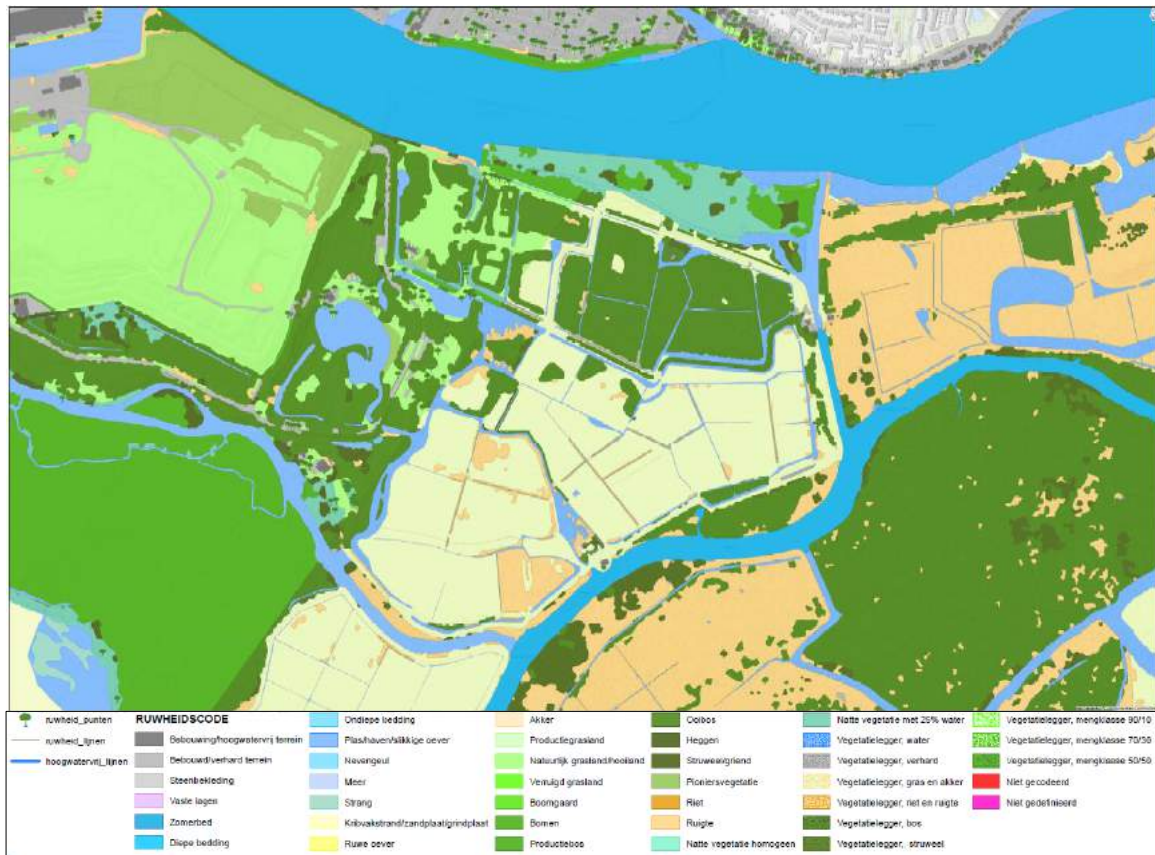 ruwheid_punten
ruwheid_lijnen
hoogwatervrij_lijnen
RUWHEIDSCODE
Bebouwing/hoogwatervrij terrein
Bebouwd/verhard terrein
Steenbekleding
Vaste lagen
Zomerbed
Diepe bedding
Ondiepe bedding
Plas/haven/slikkige oever
Nevengeul
Meer
Strang
Kribvakstrand/zandplaat/grindplaat
Ruwe oever
Akker
Productiegrasland
Natuurlijk grasland/hooiland
Verruigd grasland
Boomgaard
Bomen
Productiebos
Ooibos
Heggen
Struweel/griend
Pioniersvegetatie
Riet
Ruigte
Natte vegetatie homogeen
Natte vegetatie met 25% water
Vegetatielegger, water
Vegetatielegger, verhard
Vegetatielegger, gras en akker
Vegetatielegger, riet en ruigte
Vegetatielegger, bos
Vegetatielegger, struweel
Vegetatielegger, mengklasse 90/10
Vegetatielegger, mengklasse 70/30
Vegetatielegger, mengklasse 50/50
Niet gecodeerd
Niet gedefinieerd